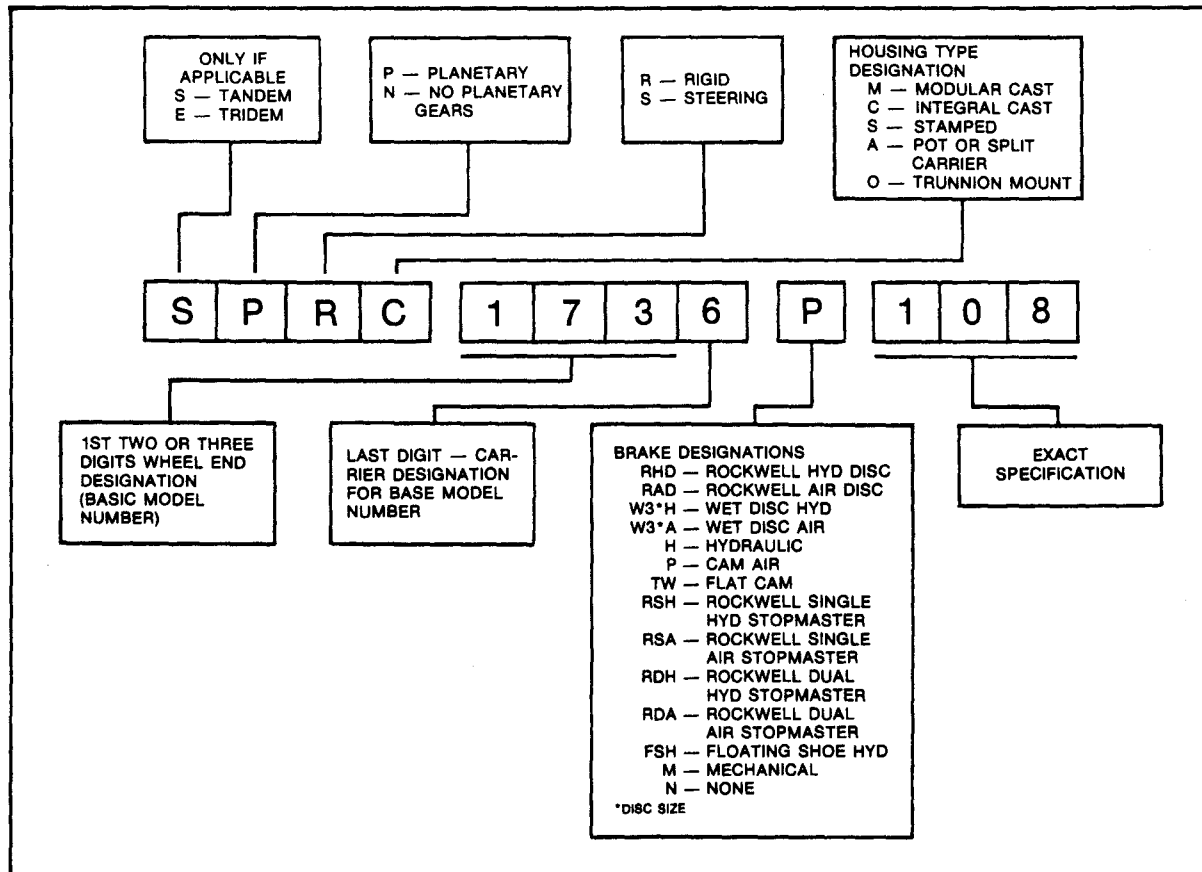 ONLY IF
APPLICABLE
S — TANDEM
E — TRIDEM
P — PLANETARY
N — NO PLANETARY
GEARS
R — RIGID
S — STEERING
HOUSING TYPE
DESIGNATION
M — MODULAR CAST
C — INTEGRAL CAST
S — STAMPED
A — POT OR SPLIT
CARRIER
O — TRUNNION MOUNT
S P R C 1 7 3 6 P 1 0 8
1ST TWO OR THREE
DIGITS WHEEL END
DESIGNATION
(BASIC MODEL
NUMBER)
LAST DIGIT — CAR-
RIER DESIGNATION
FOR BASE MODEL
NUMBER
BRAKE DESIGNATIONS
RHD — ROCKWELL HYD DISC
RAD — ROCKWELL AIR DISC
W3*H — WET DISC HYD
W3*A — WET DISC AIR
H — HYDRAULIC
P — CAM AIR
TW — FLAT CAM
RSH — ROCKWELL SINGLE
HYD STOPMASTER
RSA — ROCKWELL SINGLE
AIR STOPMASTER
RDH — ROCKWELL DUAL
HYD STOPMASTER
RDA — ROCKWELL DUAL
AIR STOPMASTER
FSH — FLOATING SHOE HYD
M — MECHANICAL
N — NONE
*DISC SIZE
EXACT
SPECIFICATION